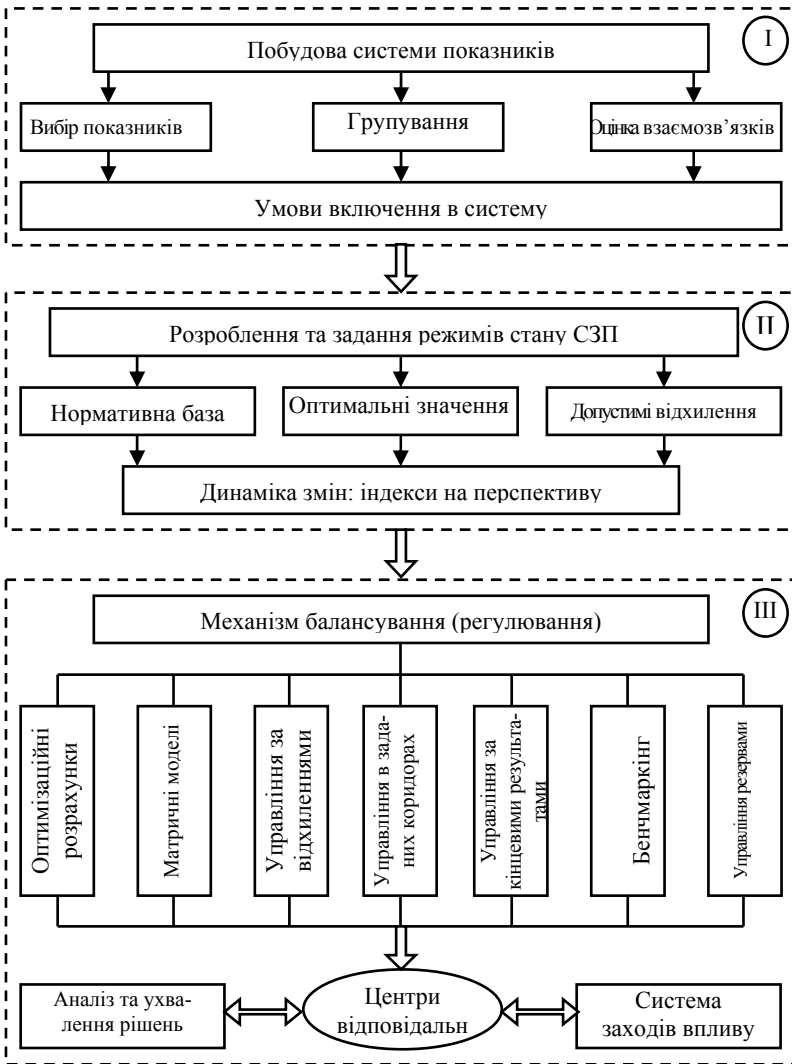 I
Побудова системи показників
Вибір показників
Групування
Оцінка взаємозв’язків
Умови включення в систему
II
Розроблення та задання режимів стану СЗП
Нормативна база
Оптимальні значення
Допустимі відхилення
Динаміка змін: індекси на перспективу
III
Механізм балансування (регулювання)
Оптимізаційні
розрахунки
Матричні моделі
Управління за
відхиленнями
Управління в зада-
них коридорах
Управління за
кінцевими результа-
тами
Бенчмаркінг
Управління резервами
Аналіз та ухва-
лення рішень
Центри
відповідальн
Система
заходів впливу